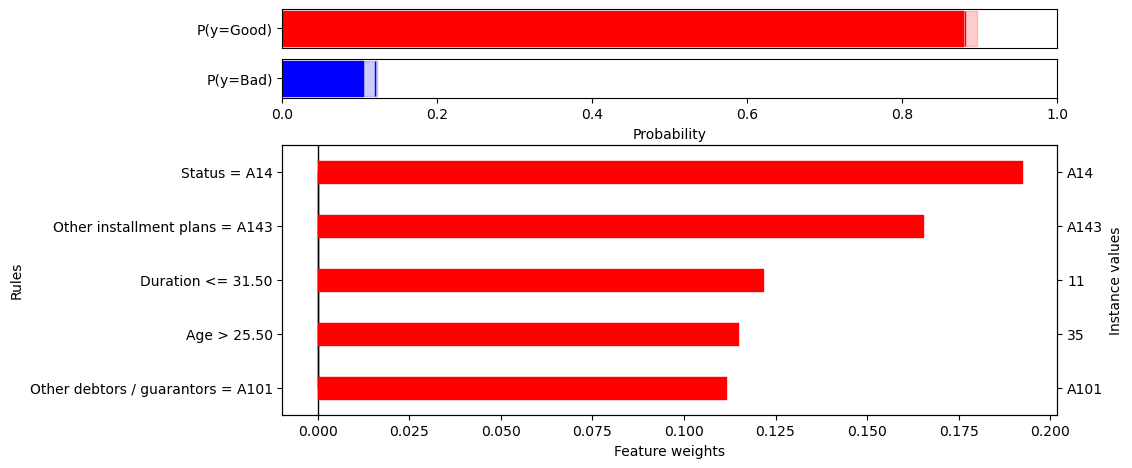 P(y=Good)
P(y=Bad)
0.0 0.2 0.4 0.6 0.8 1.0
Probability
Status = A14 A14
Other installment plans = A143 A143
Duration <= 31.50 11
Age > 25.50 35
Other debtors / guarantors = A101 A101
Rules
Instance values
0.000 0.025 0.050 0.075 0.100 0.125 0.150 0.175 0.200
Feature weights